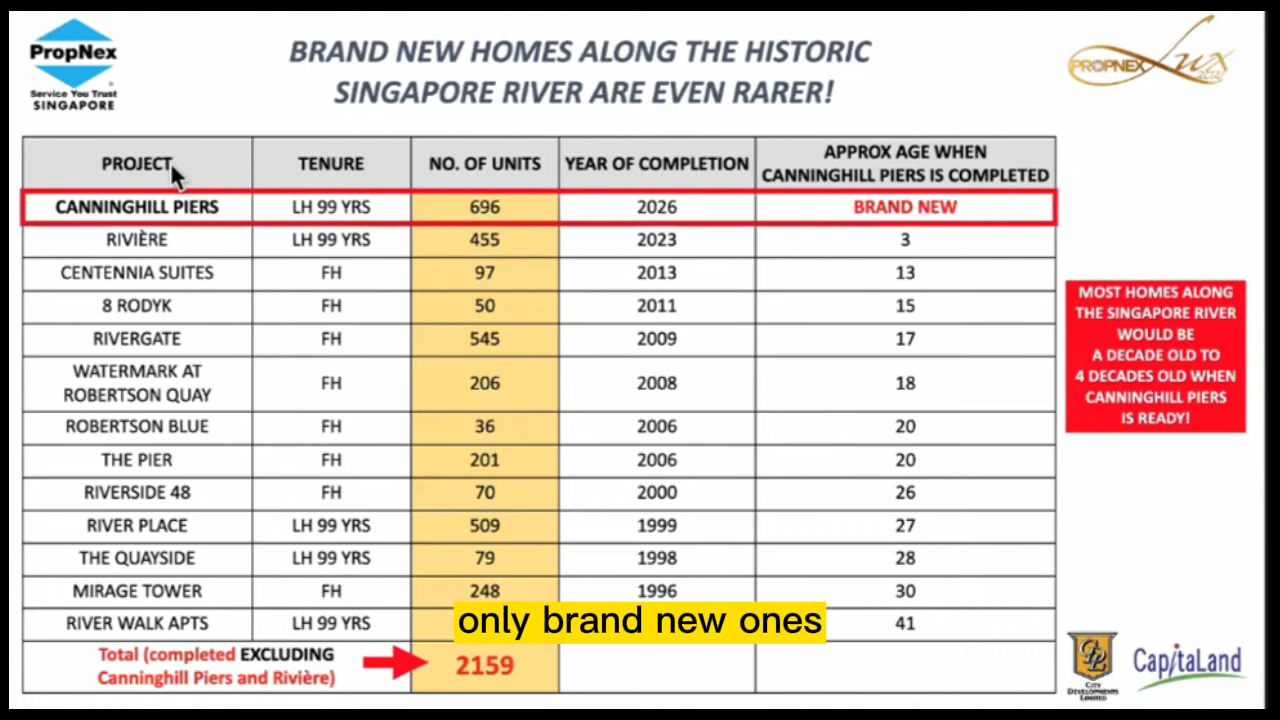 PropNex
Service You Trust
SINGAPORE
BRAND NEW HOMES ALONG THE HISTORIC
SINGAPORE RIVER ARE EVEN RARER!
PROPNEX Lux
PROJECT TENURE NO. OF UNITS YEAR OF COMPLETION APPROX AGE WHEN
CANNINGHILL PIERS IS COMPLETED
CANNINGHILL PIERS LH 99 YRS 696 2026 BRAND NEW
RIVIÈRE LH 99 YRS 455 2023 3
CENTENNIA SUITES FH 97 2013 13
8 RODYK FH 50 2011 15
RIVERGATE FH 545 2009 17
WATERMARK AT
ROBERTSON QUAY FH 206 2008 18
ROBERTSON BLUE FH 36 2006 20
THE PIER FH 201 2006 20
RIVERSIDE 48 FH 70 2000 26
RIVER PLACE LH 99 YRS 509 1999 27
THE QUAYSIDE LH 99 YRS 79 1998 28
MIRAGE TOWER FH 248 1996 30
RIVER WALK APTS LH 99 YRS 41
Total (completed EXCLUDING
Canninghill Piers and Rivière) 2159
only brand new ones
MOST HOMES ALONG
THE SINGAPORE RIVER
WOULD BE
A DECADE OLD TO
4 DECADES OLD WHEN
CANNINGHILL PIERS
IS READY!
CITY
DEVELOPMENTS
LIMITED
CapitaLand